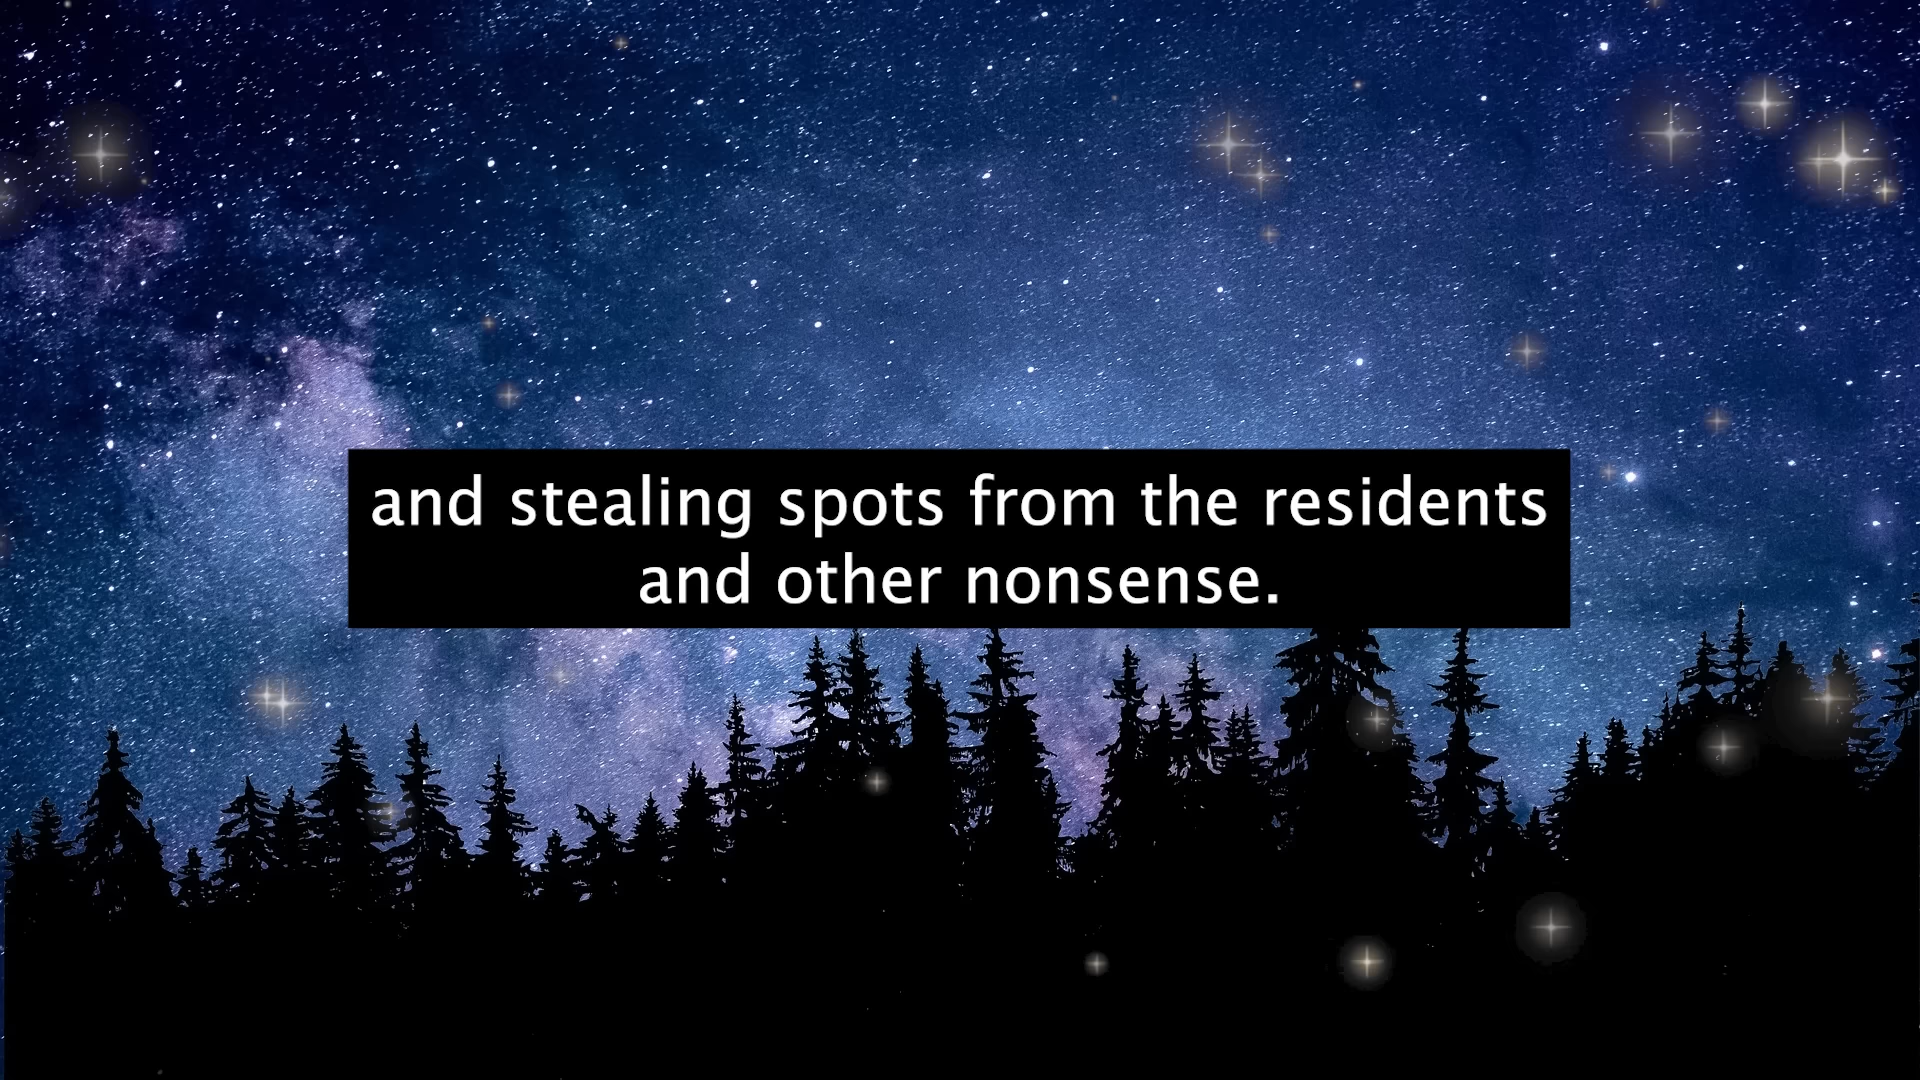 and stealing spots from the residents
and other nonsense.